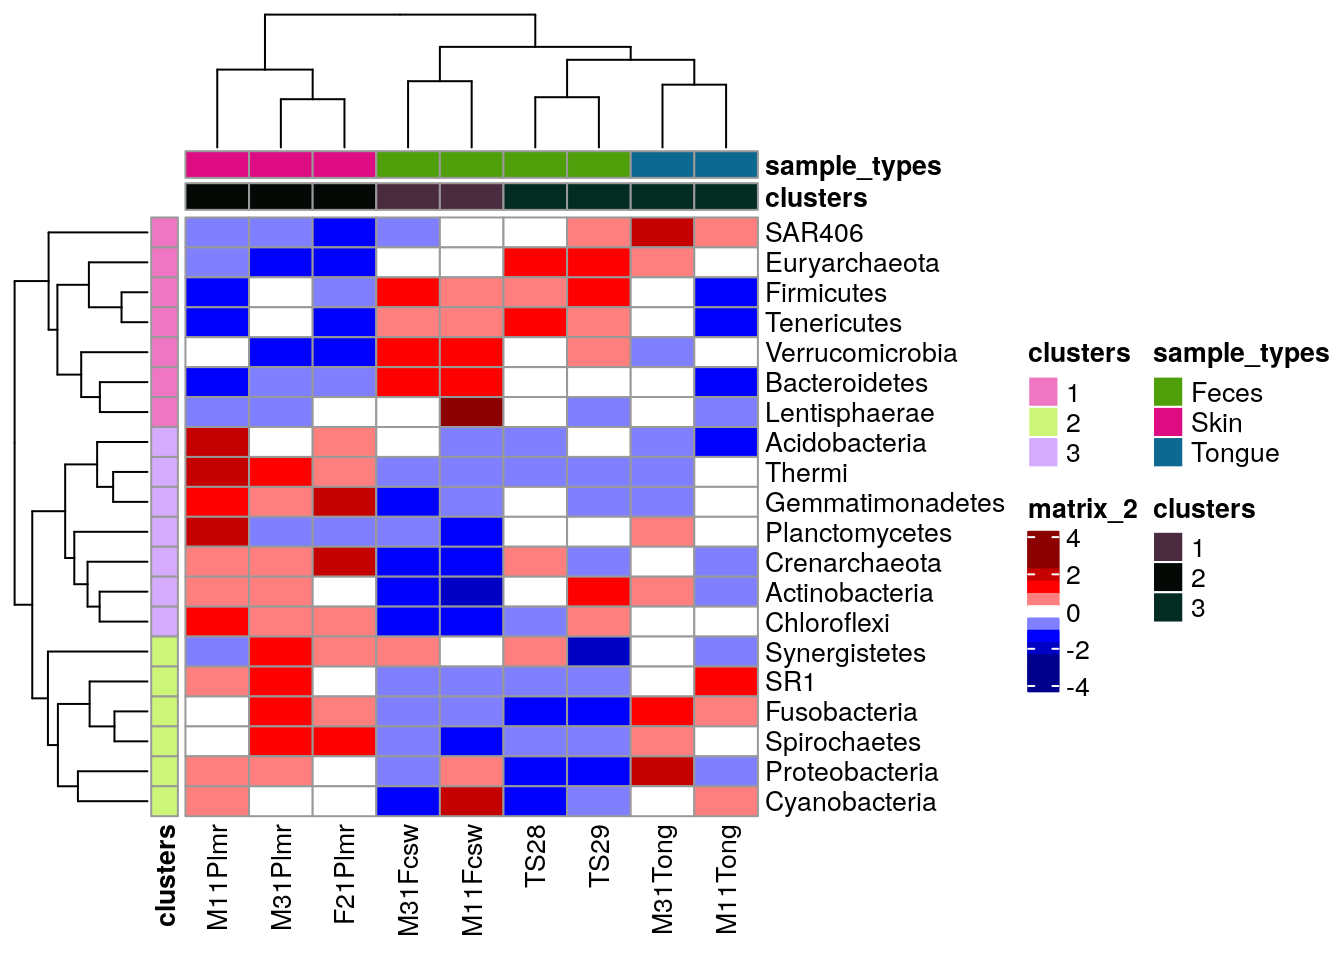 sample_types
clusters
SAR406
Euryarchaeota
Firmicutes
Tenericutes
Verrucomicrobia
Bacteroidetes
Lentisphaerae
Acidobacteria
Thermi
Gemmatimonadetes
Planctomycetes
Crenarchaeota
Actinobacteria
Chloroflexi
Synergistetes
SR1
Fusobacteria
Spirochaetes
Proteobacteria
Cyanobacteria
clusters
M11Plmr
M31Plmr
F21Plmr
M31Fcsw
M11Fcsw
TS28
TS29
M31Tong
M11Tong
clusters
1
2
3
sample_types
Feces
Skin
Tongue
matrix_2
4
2
0
-2
-4
clusters
1
2
3